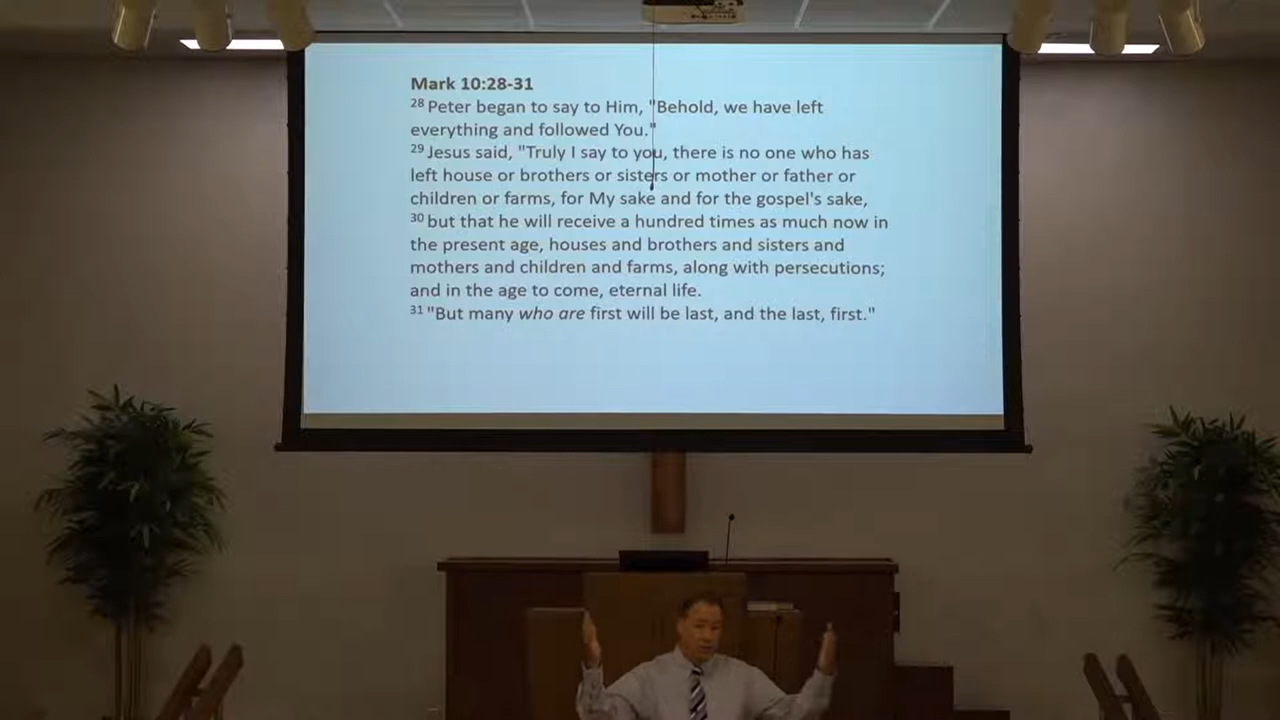 Mark 10:28-31
28 Peter began to say to Him, "Behold, we have left
everything and followed You."
29 Jesus said, "Truly I say to you, there is no one who has
left house or brothers or sisters or mother or father or
children or farms, for My sake and for the gospel's sake,
30 but that he will receive a hundred times as much now in
the present age, houses and brothers and sisters and
mothers and children and farms, along with persecutions;
and in the age to come, eternal life.
31 "But many who are first will be last, and the last, first."